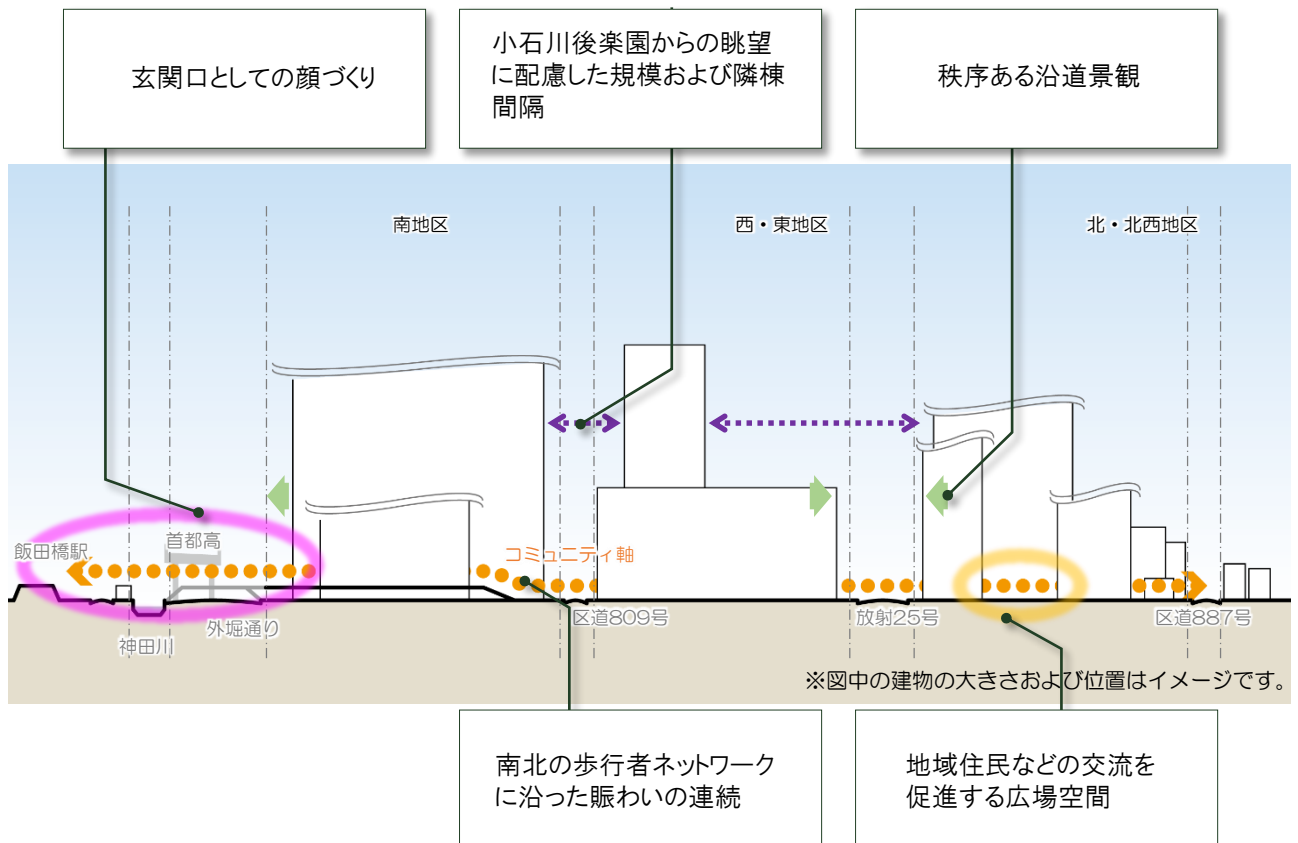 玄関口としての顔づくり
小石川後楽園からの眺望
に配慮した規模および隣棟
間隔
秩序ある沿道景観
南地区
西・東地区
北・北西地区
飯田橋駅
首都高
コミュニティ軸
神田川
外堀通り
区道809号
放射25号
区道887号
※図中の建物の大きさおよび位置はイメージです。
南北の歩行者ネットワーク
に沿った賑わいの連続
地域住民などの交流を
促進する広場空間